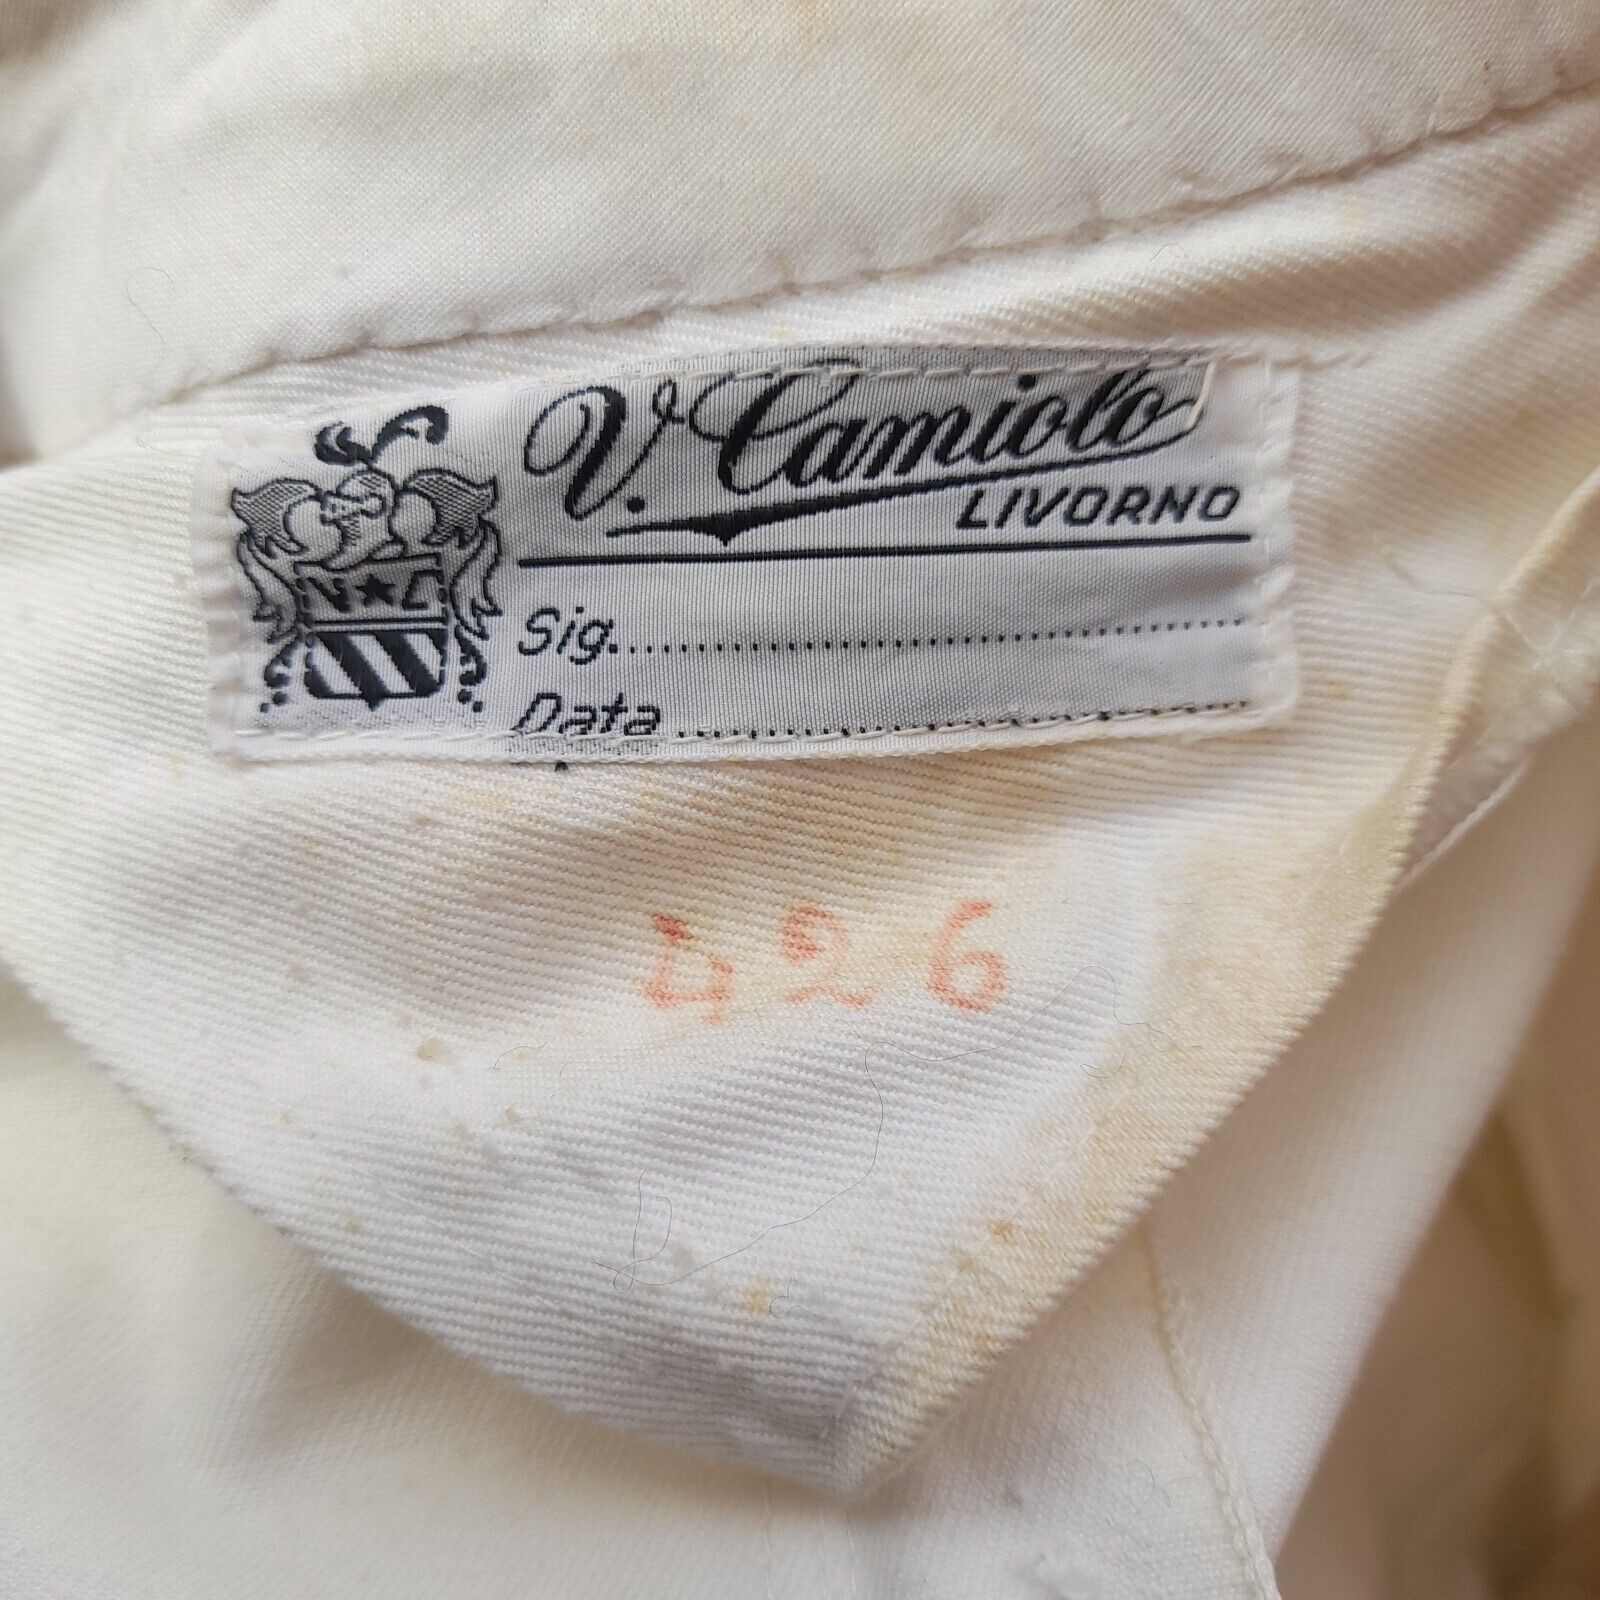 V. Camiolo
LIVORNO
V★C
Sig.
Data
426